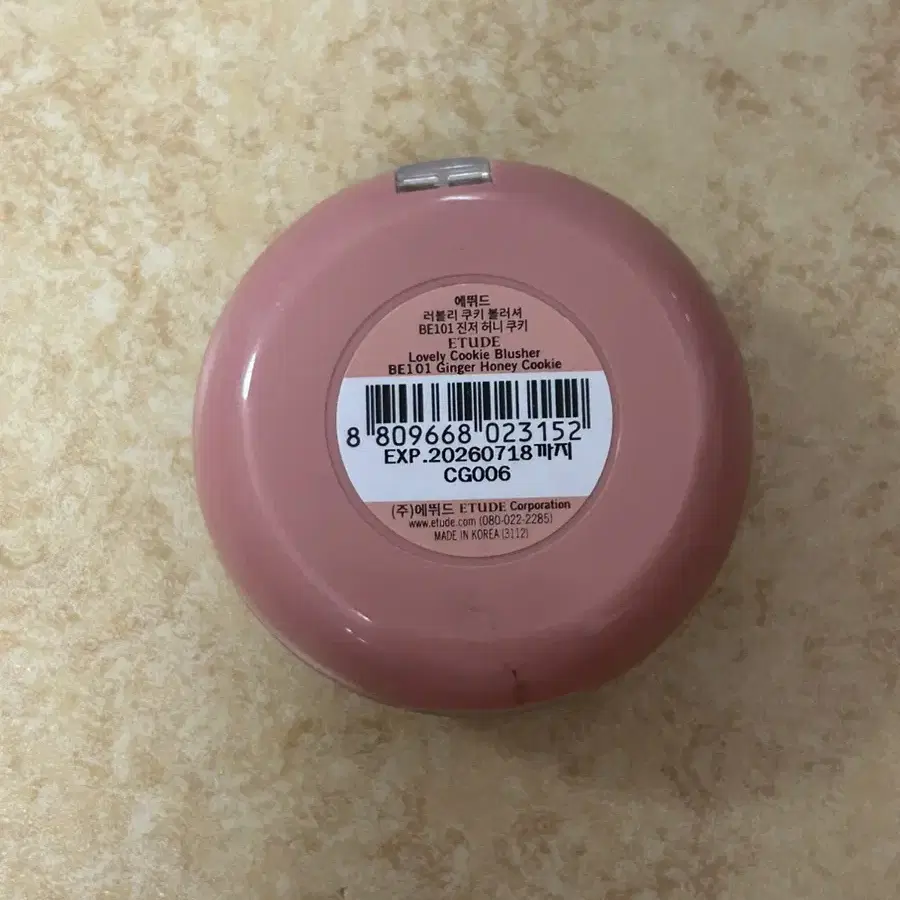 에뛰드
러블리 쿠키 블러셔
BE101 진저 허니 쿠키
ETUDE
Lovely Cookie Blusher
BE101 Ginger Honey Cookie
8 809668 023152
EXP.20260718까지
CG006
(주)에뛰드 ETUDE Corporation
www.etude.com (080-022-2285)
MADE IN KOREA (3112)